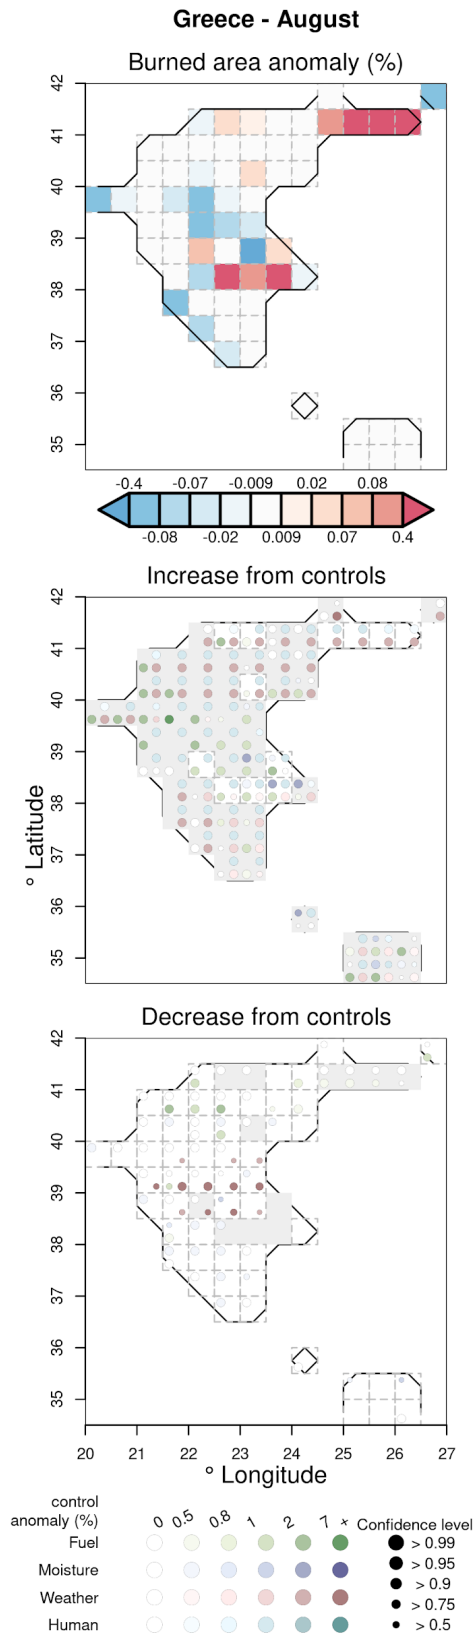 Greece - August
Burned area anomaly (%)
42
41
40
39
38
37
36
35
-0.4 -0.07 -0.009 0.02 0.08
-0.08 -0.02 0.009 0.07 0.4
Increase from controls
42
41
40
39
38
37
36
35
° Latitude
Decrease from controls
42
41
40
39
38
37
36
35
20 21 22 23 24 25 26 27
° Longitude
control
anomaly (%)
0 0.5 0.8 1 2 7 +
Fuel
Moisture
Weather
Human
Confidence level
> 0.99
> 0.95
> 0.9
> 0.75
> 0.5